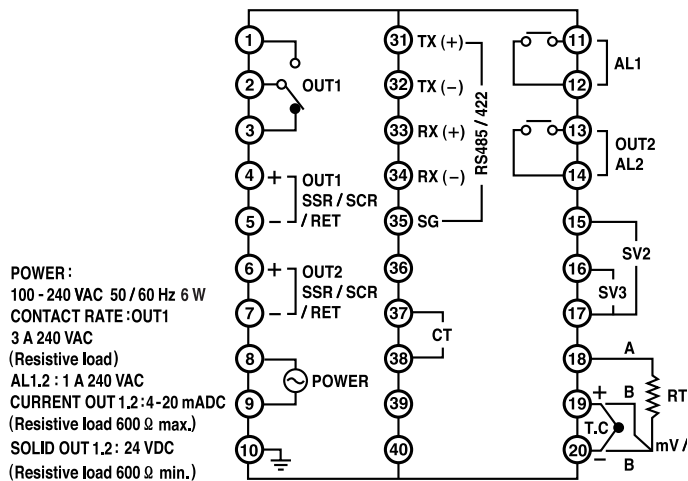 1
2
3
4
5
6
7
8
9
10
OUT1
+ OUT1
SSR / SCR
− / RET
+ OUT2
SSR / SCR
− / RET
POWER
31 TX (+)
32 TX (−)
33 RX (+)
34 RX (−)
35 SG
RS485 / 422
36
37
38
CT
39
40
11
12
AL1
13
14
OUT2
AL2
15
16
17
SV2
SV3
18 A
19 + B
T.C
20 − B
RT
mV /
POWER :
100 - 240 VAC 50 / 60 Hz 6 W
CONTACT RATE : OUT1
3 A 240 VAC
(Resistive load)
AL1.2 : 1 A 240 VAC
CURRENT OUT 1.2 : 4-20 mADC
(Resistive load 600 Ω max.)
SOLID OUT 1.2 : 24 VDC
(Resistive load 600 Ω min.)